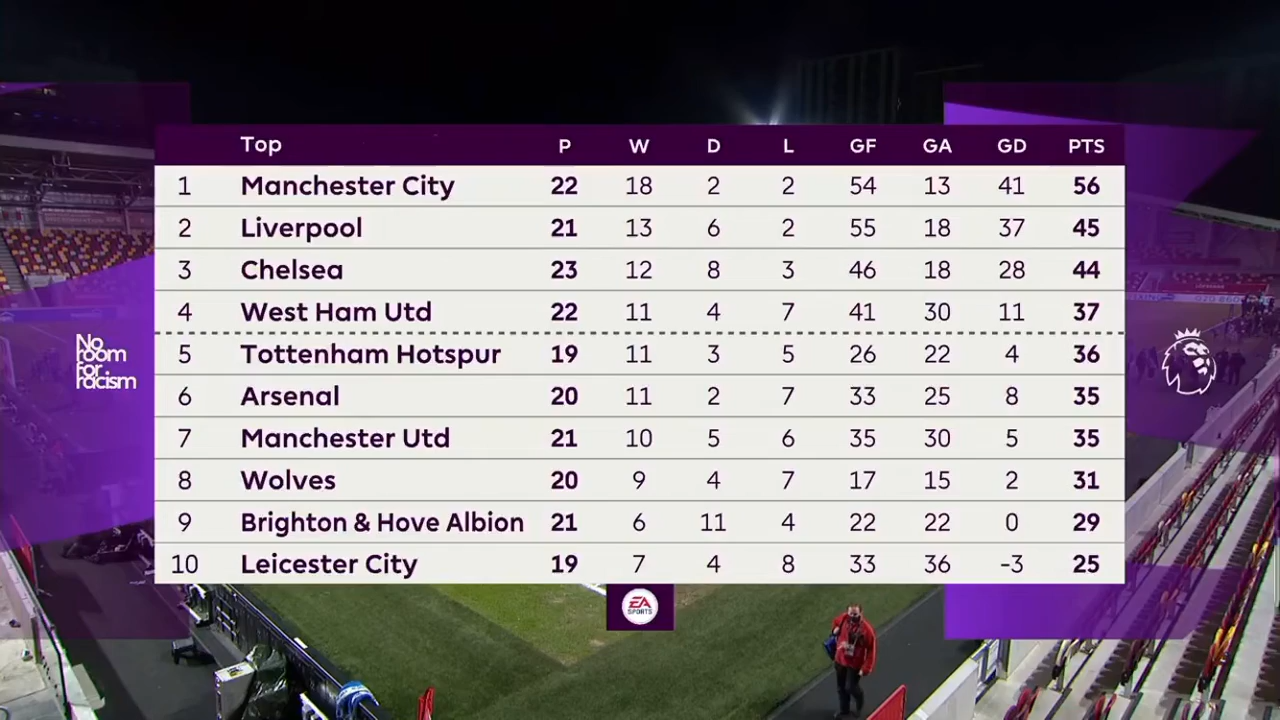 Top P W D L GF GA GD PTS
1 Manchester City 22 18 2 2 54 13 41 56
2 Liverpool 21 13 6 2 55 18 37 45
3 Chelsea 23 12 8 3 46 18 28 44
4 West Ham Utd 22 11 4 7 41 30 11 37
5 Tottenham Hotspur 19 11 3 5 26 22 4 36
6 Arsenal 20 11 2 7 33 25 8 35
7 Manchester Utd 21 10 5 6 35 30 5 35
8 Wolves 20 9 4 7 17 15 2 31
9 Brighton & Hove Albion 21 6 11 4 22 22 0 29
10 Leicester City 19 7 4 8 33 36 -3 25
No
room
for
racism
EA
SPORTS